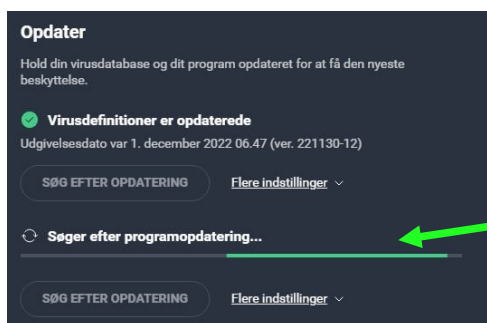 Opdater
Hold din virusdatabase og dit program opdateret for at få den nyeste
beskyttelse.
Virusdefinitioner er opdaterede
Udgivelsesdato var 1. december 2022 06.47 (ver. 221130-12)
SØG EFTER OPDATERING Flere indstillinger
Søger efter programopdatering...
SØG EFTER OPDATERING Flere indstillinger